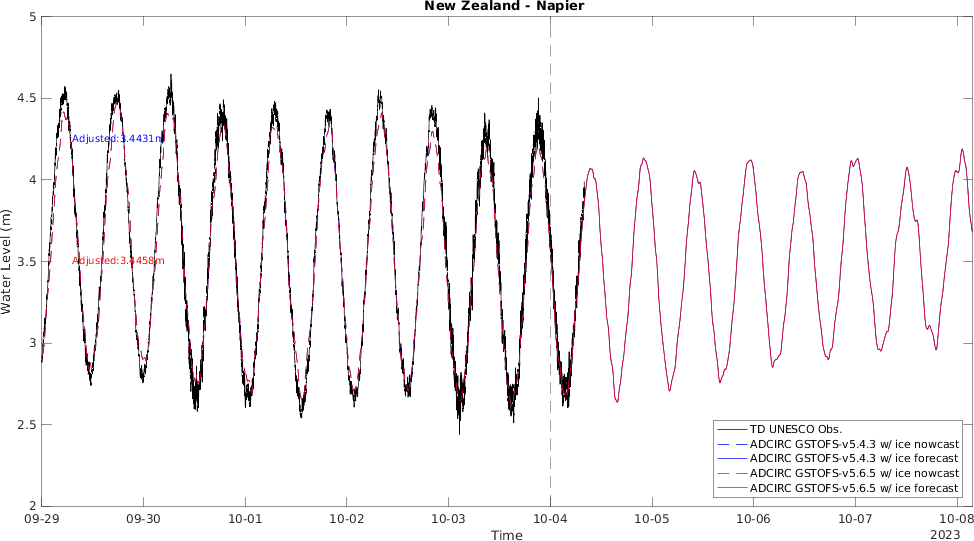 New Zealand - Napier
5
4.5
4
3.5
3
2.5
2
Water Level (m)
Adjusted:3.4431m
Adjusted:3.4458m
TD UNESCO Obs.
ADCIRC GSTOFS-v5.4.3 w/ ice nowcast
ADCIRC GSTOFS-v5.4.3 w/ ice forecast
ADCIRC GSTOFS-v5.6.5 w/ ice nowcast
ADCIRC GSTOFS-v5.6.5 w/ ice forecast
09-29 09-30 10-01 10-02 10-03 10-04 10-05 10-06 10-07 10-08
Time
2023